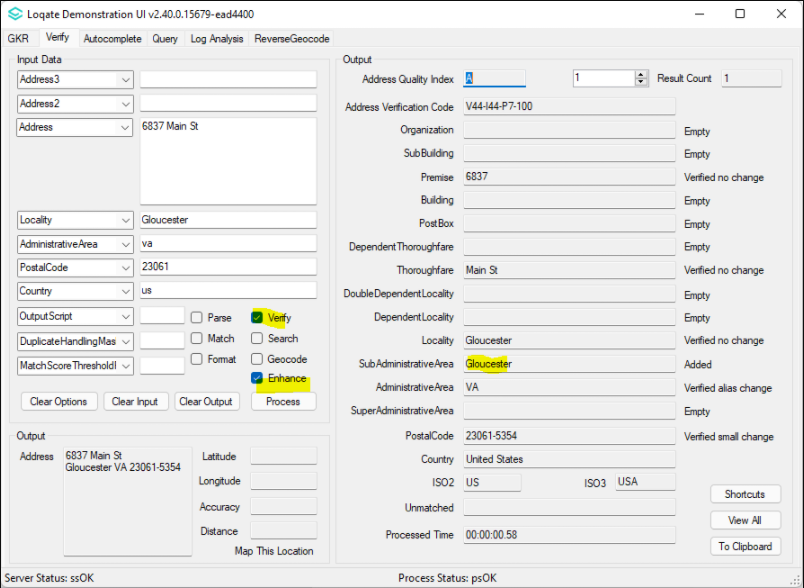 Loqate Demonstration UI v2.40.0.15679-ead4400
GKR Verify Autocomplete Query Log Analysis ReverseGeocode
Input Data
Address3
Address2
Address 6837 Main St
Locality Gloucester
AdministrativeArea va
PostalCode 23061
Country us
OutputScript Parse Verify
DuplicateHandlingMas Match Search
MatchScoreThresholdI Format Geocode
Enhance
Clear Options Clear Input Clear Output Process
Output
Address 6837 Main St
Gloucester VA 23061-5354
Latitude
Longitude
Accuracy
Distance
Map This Location
Output
Address Quality Index A 1 Result Count 1
Address Verification Code V44-I44-P7-100
Organization Empty
SubBuilding Empty
Premise 6837 Verified no change
Building Empty
PostBox Empty
DependentThoroughfare Empty
Thoroughfare Main St Verified no change
DoubleDependentLocality Empty
DependentLocality Empty
Locality Gloucester Verified no change
SubAdministrativeArea Gloucester Added
AdministrativeArea VA Verified alias change
SuperAdministrativeArea Empty
PostalCode 23061-5354 Verified small change
Country United States
ISO2 US ISO3 USA
Unmatched
Processed Time 00:00:00.58
Shortcuts
View All
To Clipboard
Server Status: ssOK Process Status: psOK